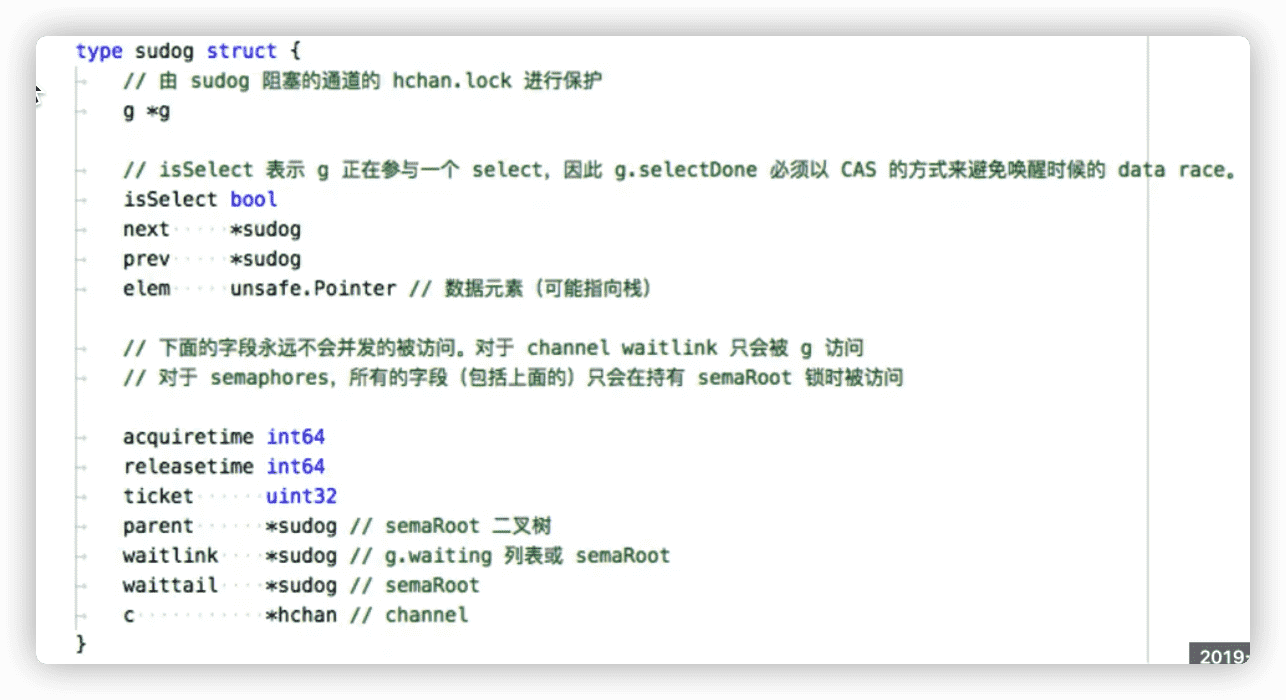 type sudog struct {
// 由 sudog 阻塞的通道的 hchan.lock 进行保护
g *g
// isSelect 表示 g 正在参与一个 select，因此 g.selectDone 必须以 CAS 的方式来避免唤醒时候的 data race。
isSelect bool
next *sudog
prev *sudog
elem unsafe.Pointer // 数据元素（可能指向栈）
// 下面的字段永远不会并发的被访问。对于 channel waitlink 只会被 g 访问
// 对于 semaphores，所有的字段（包括上面的）只会在持有 semaRoot 锁时被访问
acquiretime int64
releasetime int64
ticket uint32
parent *sudog // semaRoot 二叉树
waitlink *sudog // g.waiting 列表或 semaRoot
waittail *sudog // semaRoot
c *hchan // channel
}
2019-